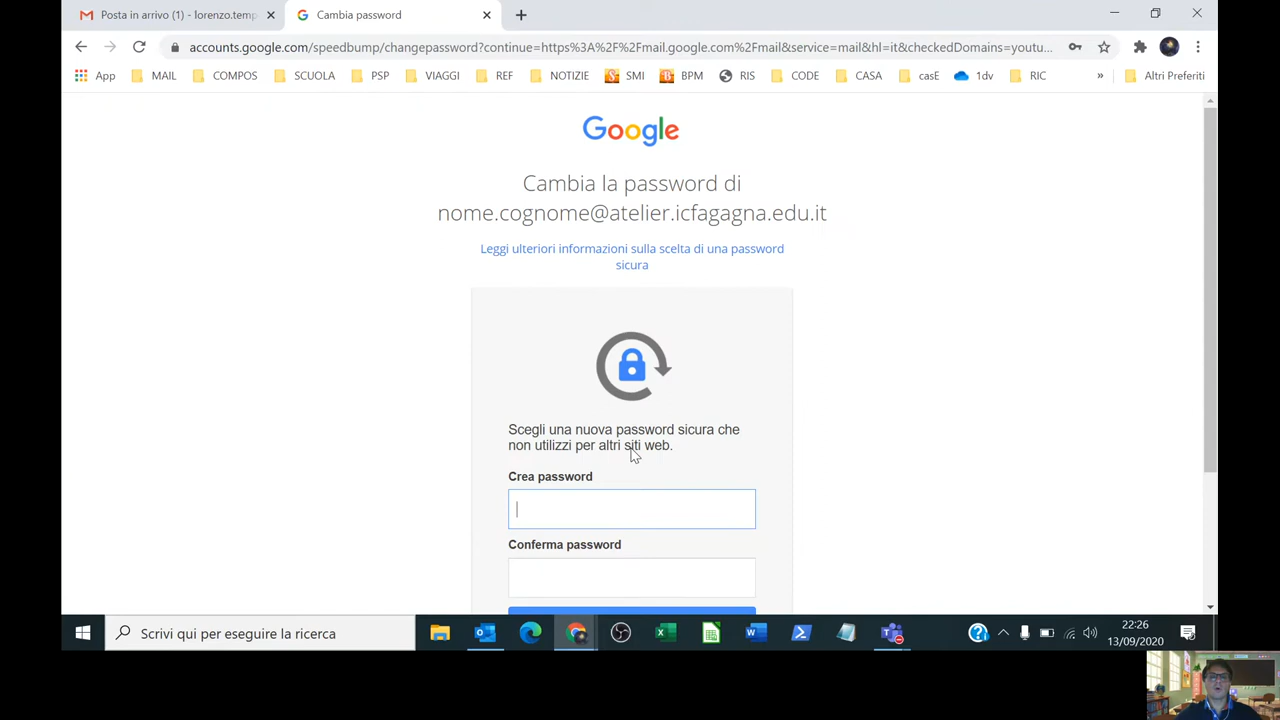 Posta in arrivo (1) - lorenzo.temp
Cambia password
accounts.google.com/speedbump/changepassword?continue=https%3A%2F%2Fmail.google.com%2Fmail&service=mail&hl=it&checkedDomains=youtu...
App MAIL COMPOS SCUOLA PSP VIAGGI REF NOTIZIE SMI BPM RIS CODE CASA casE 1dv RIC » Altri Preferiti
Google
Cambia la password di
nome.cognome@atelier.icfagagna.edu.it
Leggi ulteriori informazioni sulla scelta di una password
sicura
Scegli una nuova password sicura che
non utilizzi per altri siti web.
Crea password
Conferma password
Scrivi qui per eseguire la ricerca
22:26
13/09/2020